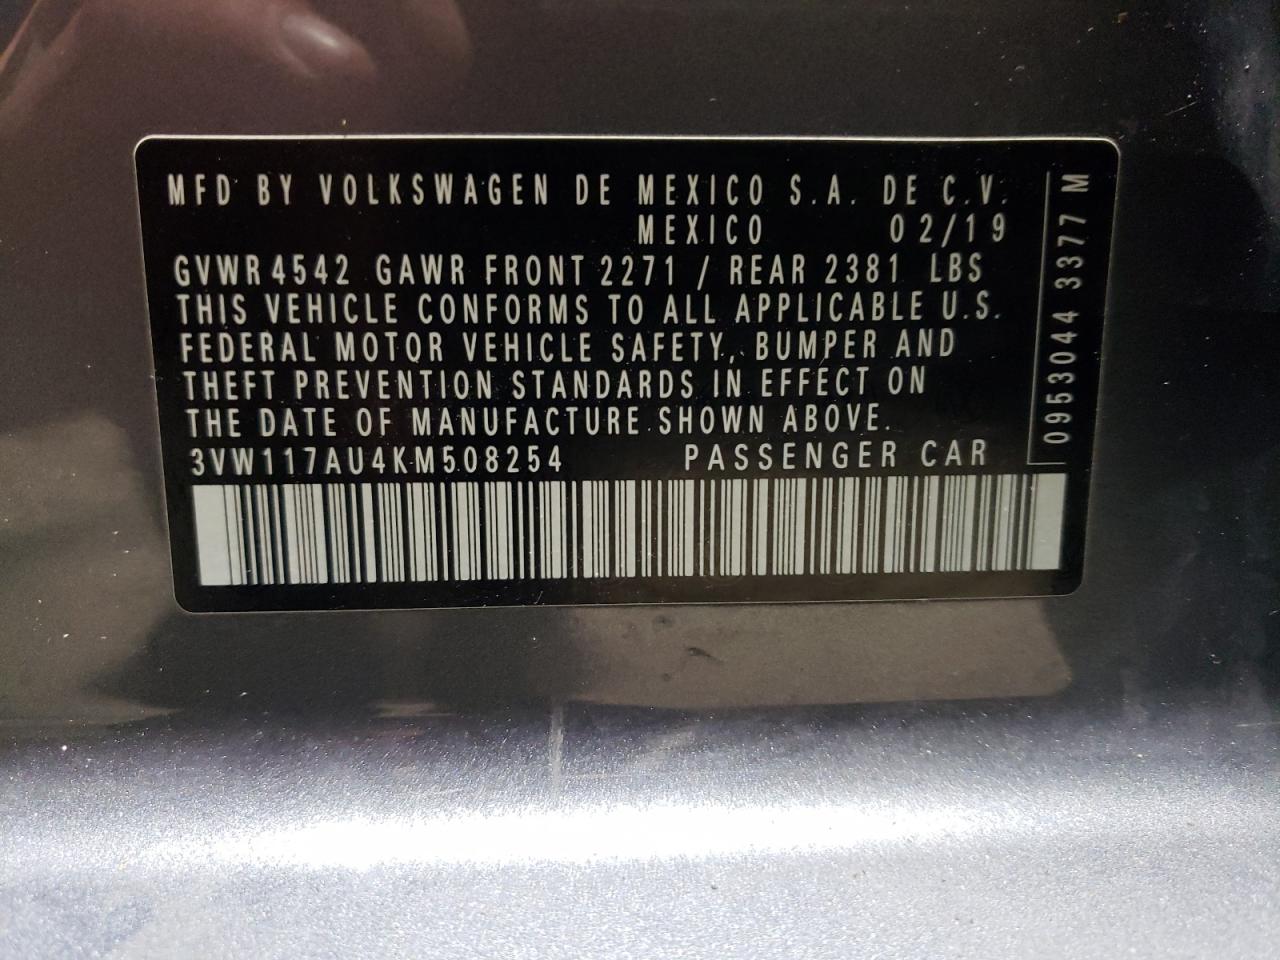 MFD BY VOLKSWAGEN DE MEXICO S.A. DE C.V.
MEXICO 02/19
GVWR 4542 GAWR FRONT 2271 / REAR 2381 LBS
THIS VEHICLE CONFORMS TO ALL APPLICABLE U.S.
FEDERAL MOTOR VEHICLE SAFETY, BUMPER AND
THEFT PREVENTION STANDARDS IN EFFECT ON
THE DATE OF MANUFACTURE SHOWN ABOVE.
3VW117AU4KM508254 PASSENGER CAR
0953044 3377 M